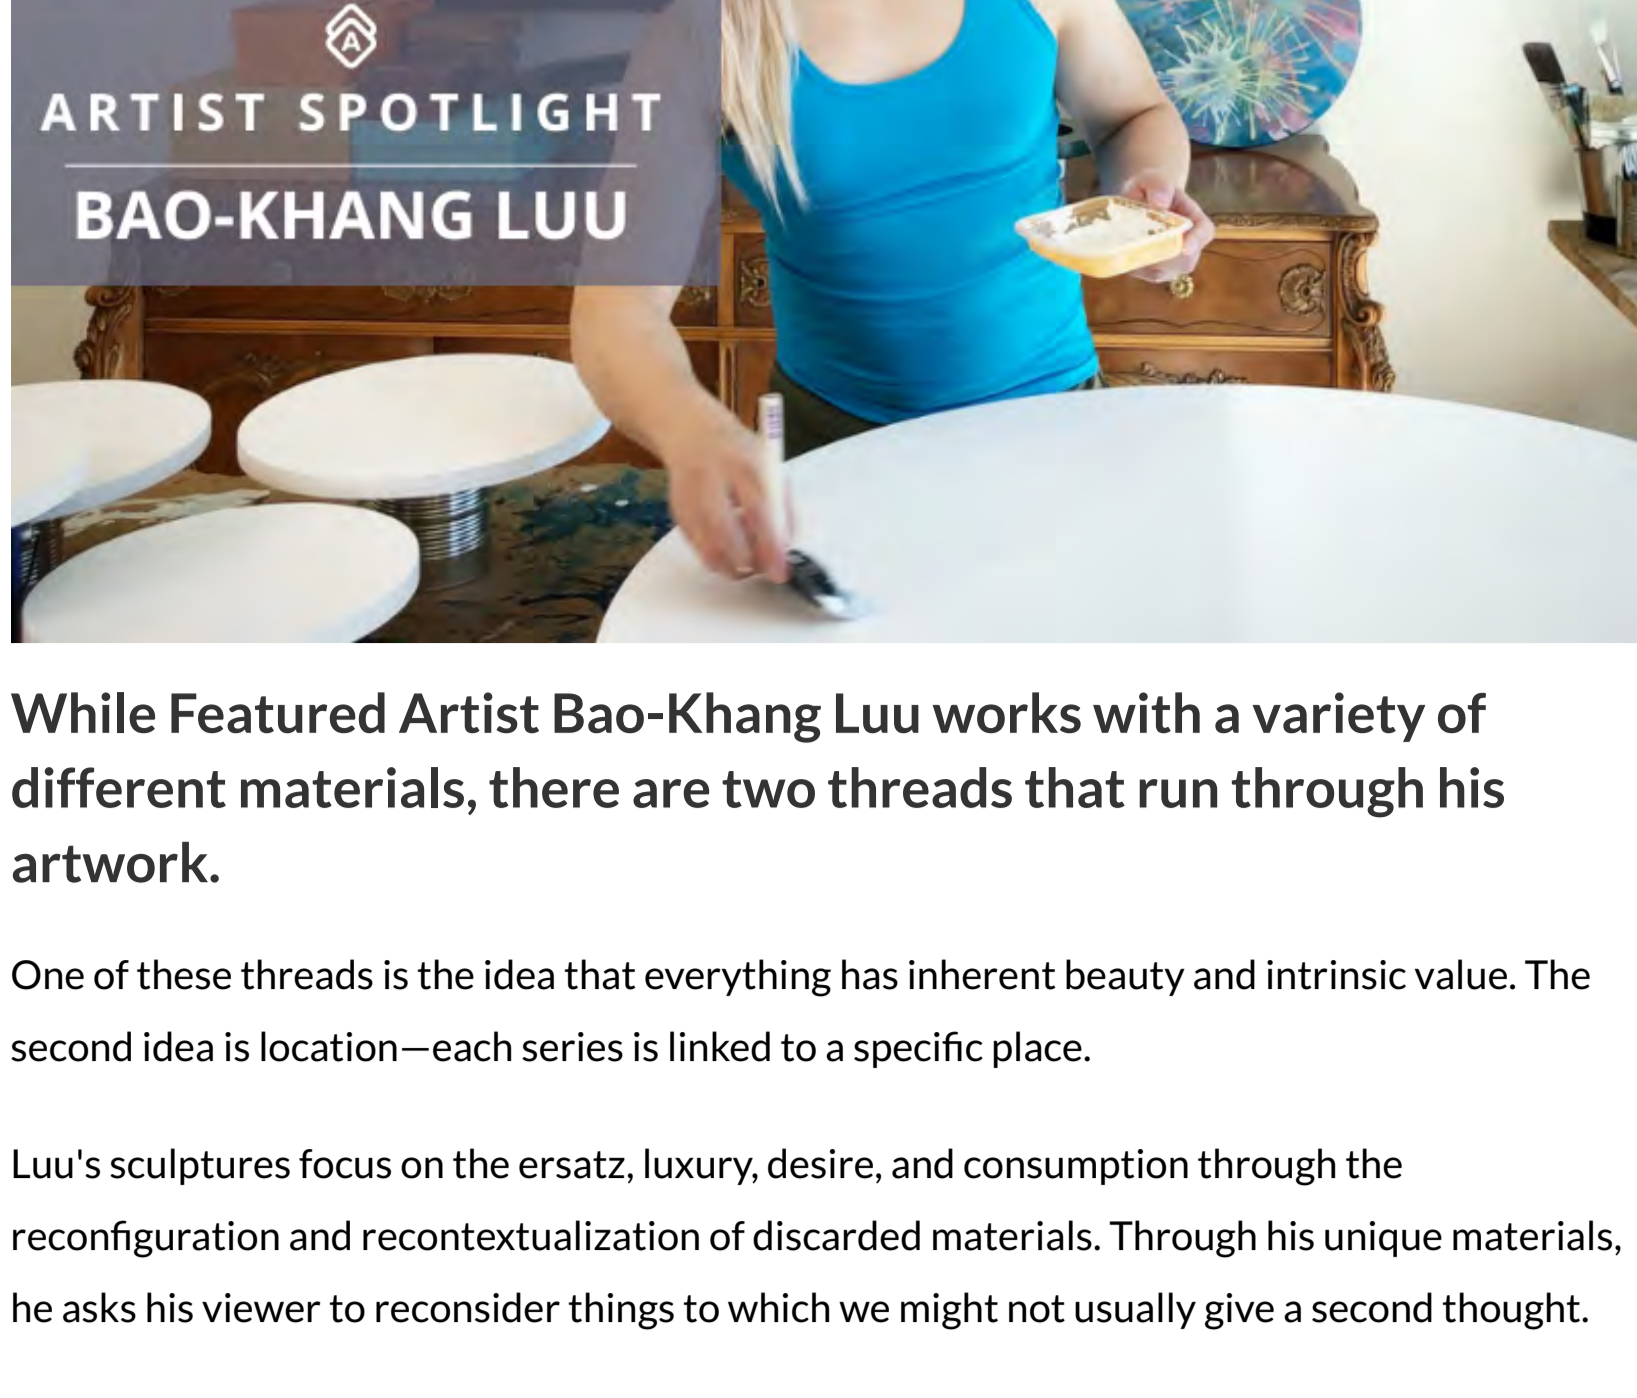 A
ARTIST SPOTLIGHT
BAO-KHANG LUU
While Featured Artist Bao-Khang Luu works with a variety of
different materials, there are two threads that run through his
artwork.
One of these threads is the idea that everything has inherent beauty and intrinsic value. The
second idea is location—each series is linked to a specific place.
Luu's sculptures focus on the ersatz, luxury, desire, and consumption through the
reconfiguration and recontextualization of discarded materials. Through his unique materials,
he asks his viewer to reconsider things to which we might not usually give a second thought.